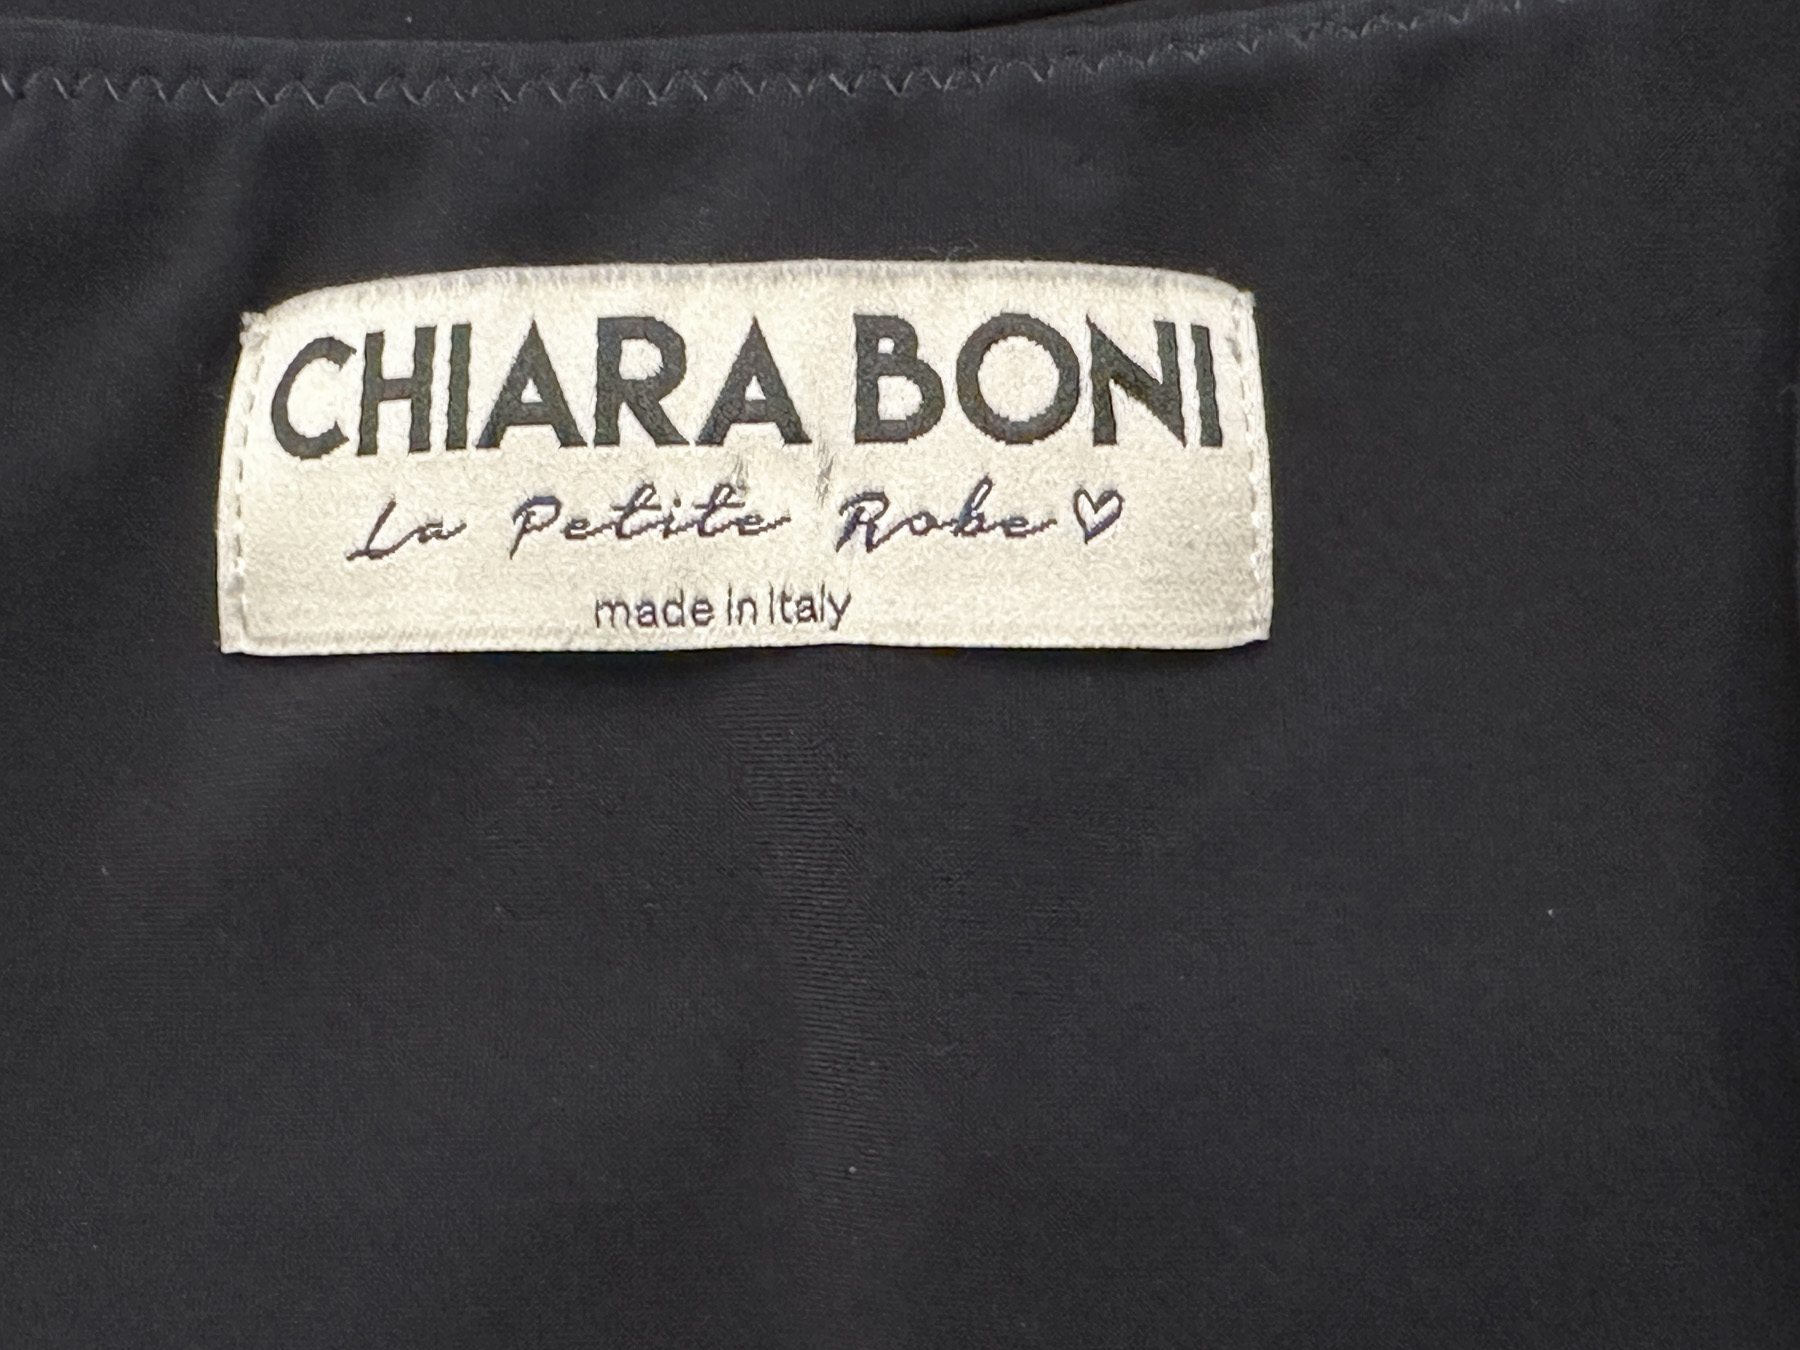 CHIARA BONI
La Petite Robe♡
made in Italy